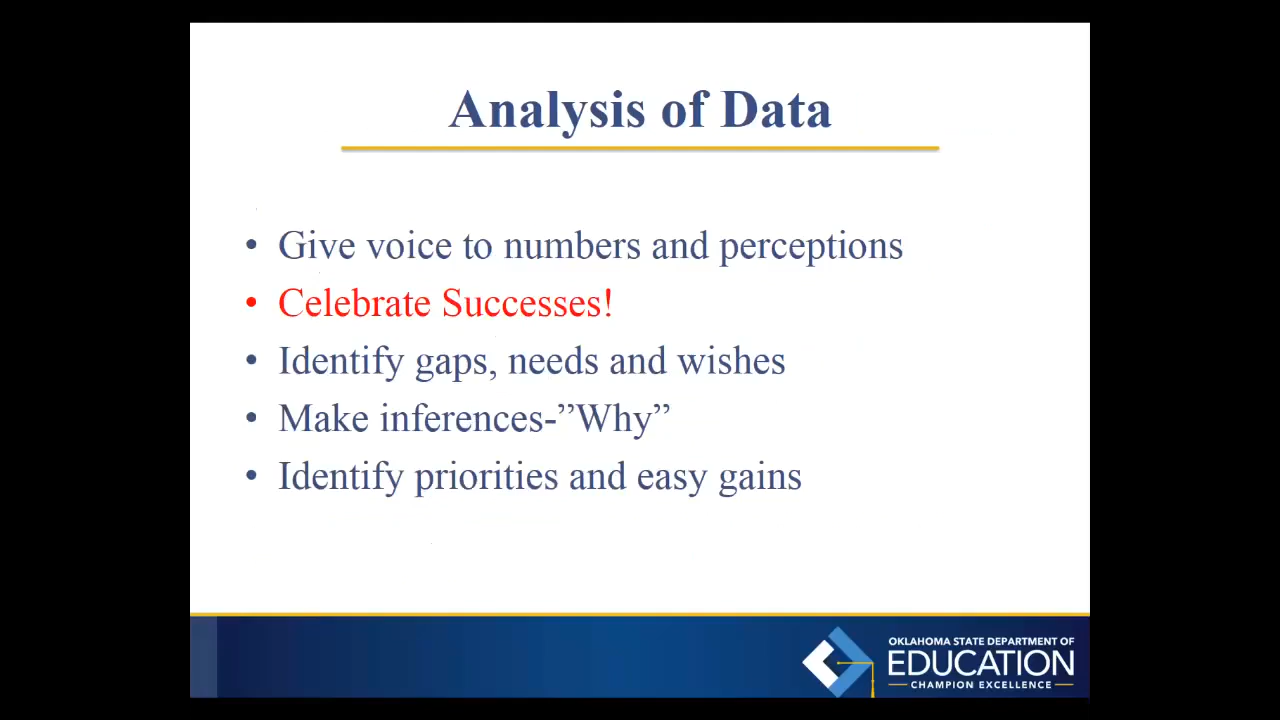 Analysis of Data
• Give voice to numbers and perceptions
• Celebrate Successes!
• Identify gaps, needs and wishes
• Make inferences-”Why”
• Identify priorities and easy gains
OKLAHOMA STATE DEPARTMENT OF
EDUCATION
CHAMPION EXCELLENCE